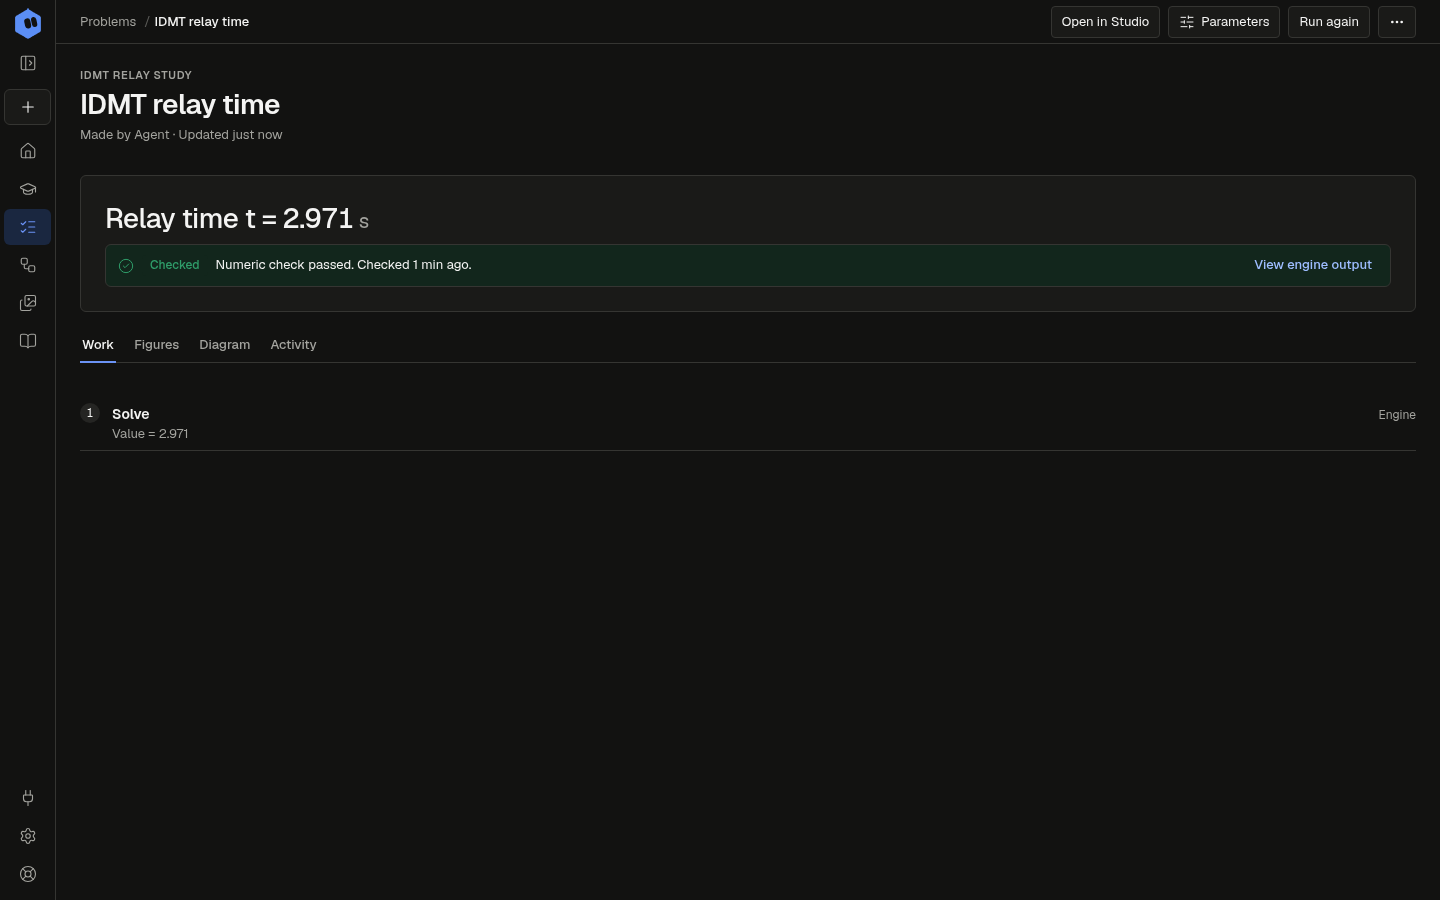 Problems / IDMT relay time
Open in Studio
Parameters
Run again
IDMT RELAY STUDY
IDMT relay time
Made by Agent · Updated just now
Relay time t = 2.971 s
Checked Numeric check passed. Checked 1 min ago.
View engine output
Work Figures Diagram Activity
1 Solve
Engine
Value = 2.971